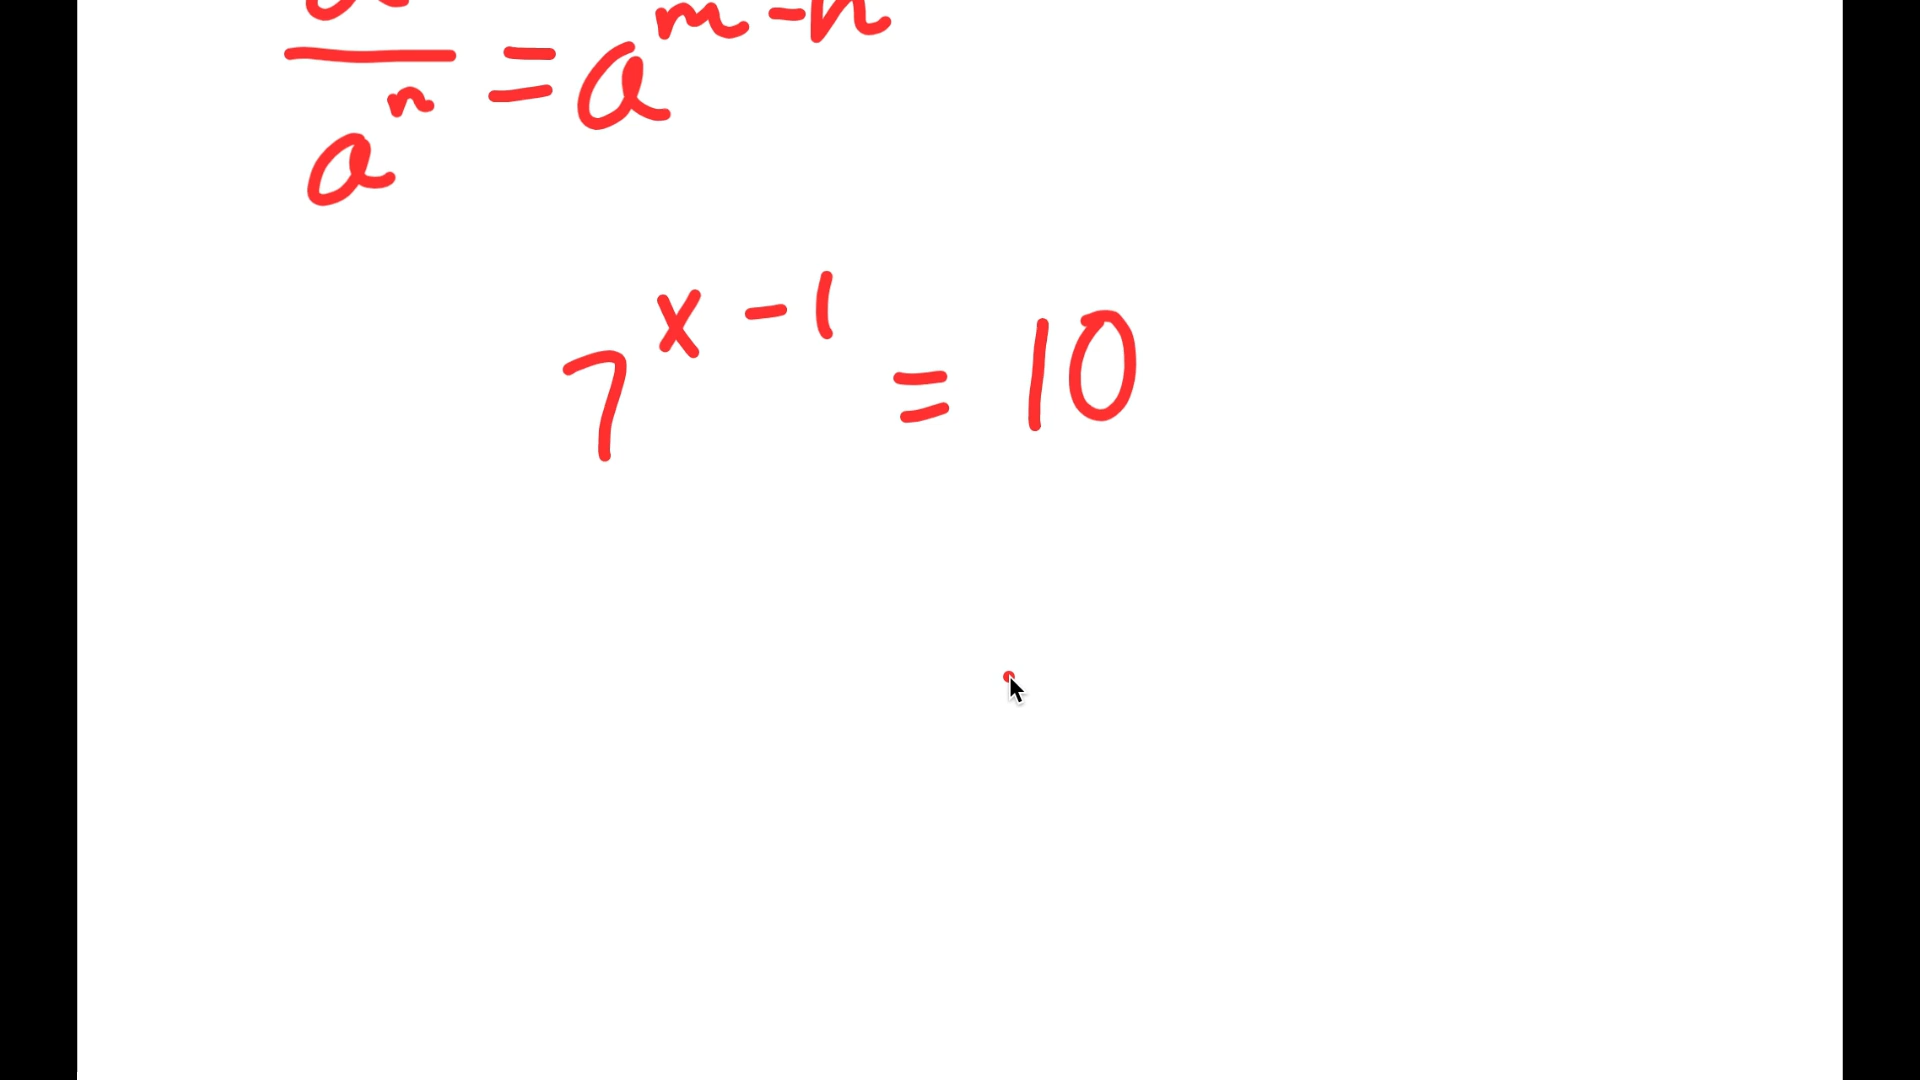 a^n = a^{m-n}
7^{x-1} = 10